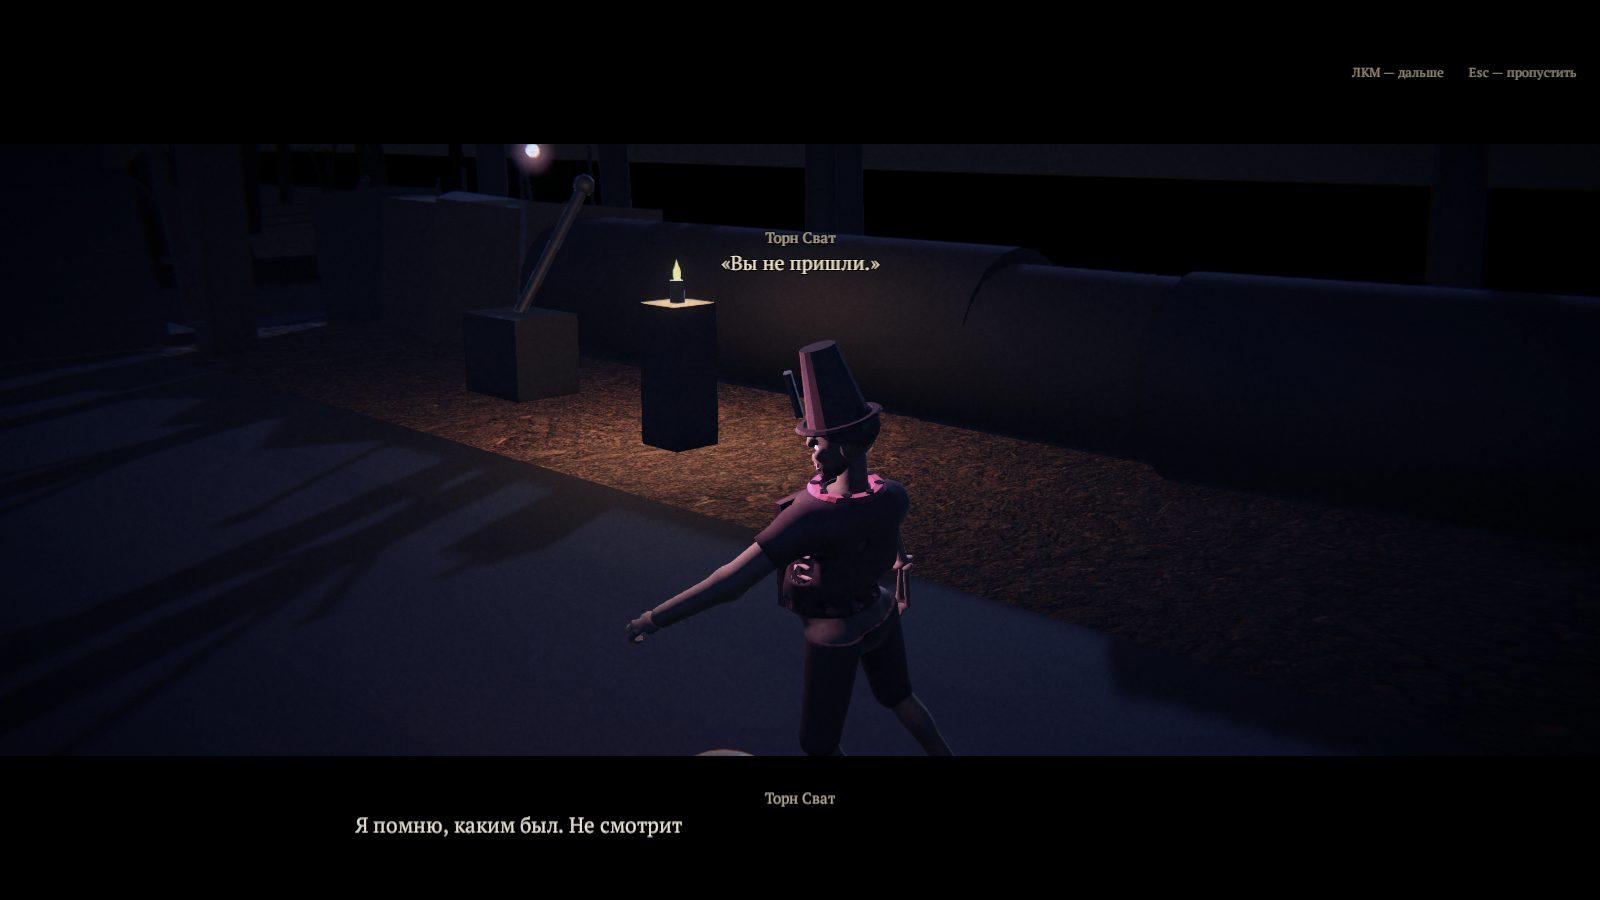 ЛКМ — дальше Esc — пропустить
Торн Сват
«Вы не пришли.»
Торн Сват
Я помню, каким был. Не смотрит